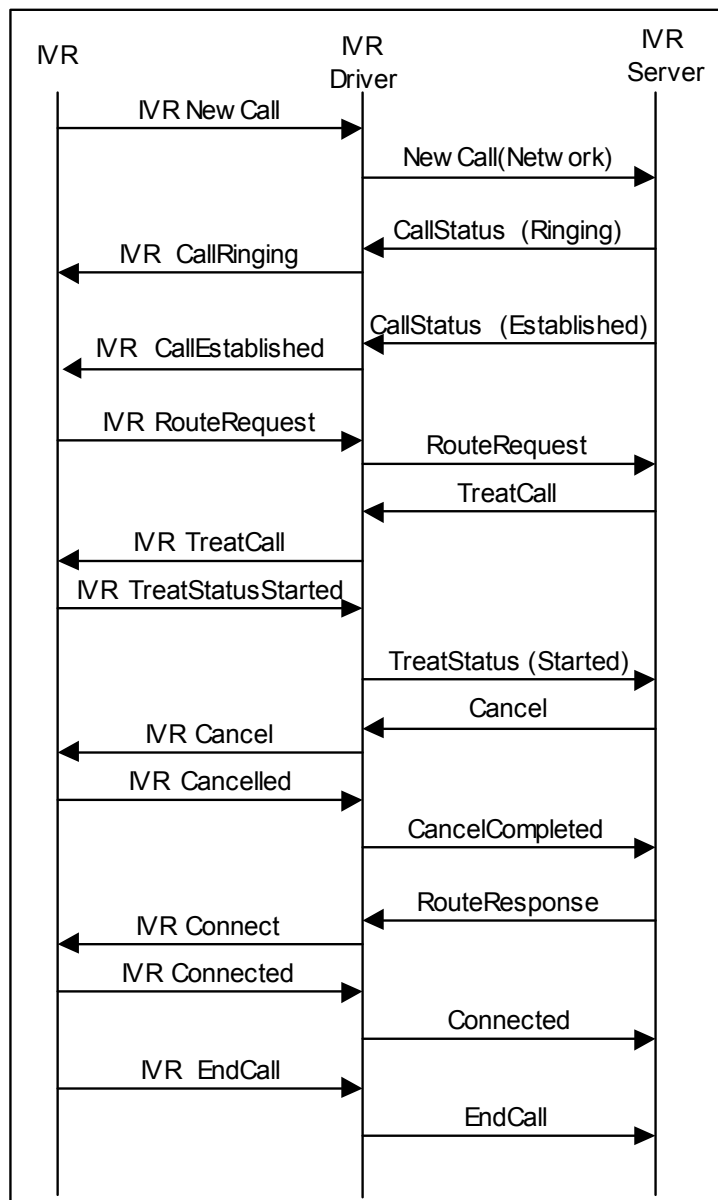 IVR
IVR
Driver
IVR
Server
IVR New Call
New Call(Network)
CallStatus (Ringing)
IVR CallRinging
CallStatus (Established)
IVR CallEstablished
IVR RouteRequest
RouteRequest
TreatCall
IVR TreatCall
IVR TreatStatusStarted
TreatStatus (Started)
Cancel
IVR Cancel
IVR Cancelled
CancelCompleted
RouteResponse
IVR Connect
IVR Connected
Connected
IVR EndCall
EndCall